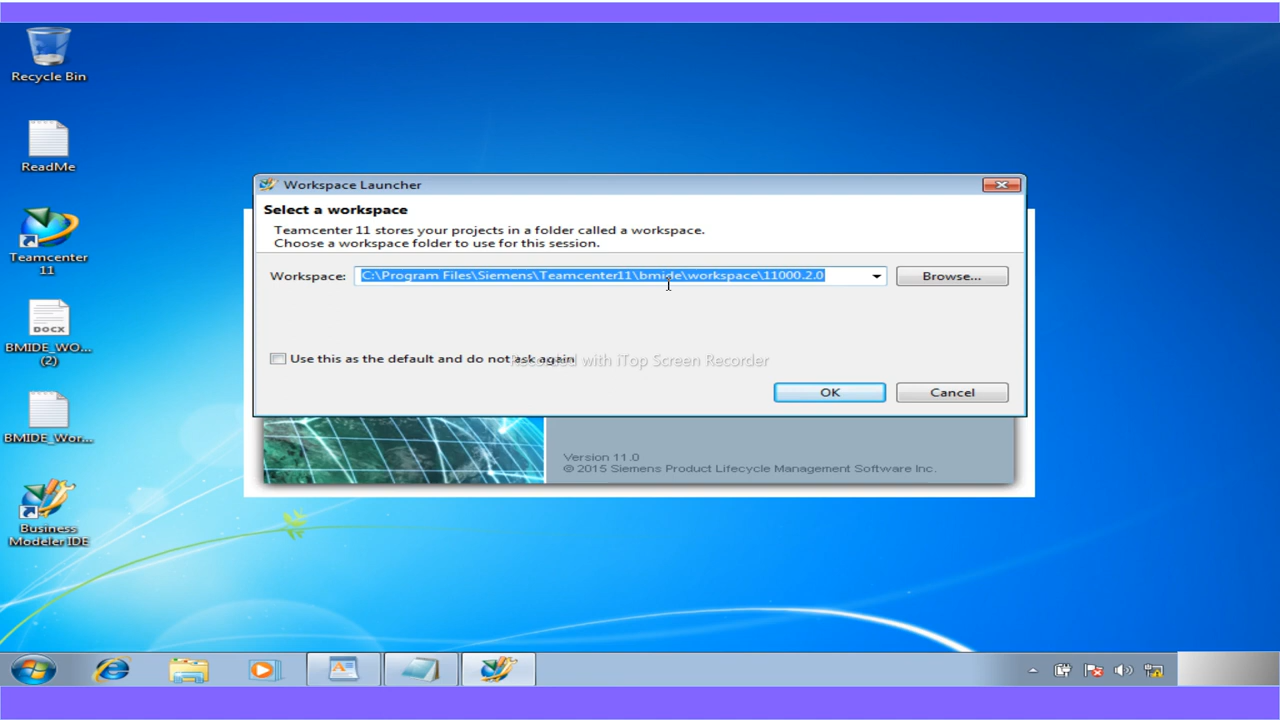 Recycle Bin
ReadMe
Teamcenter
11
BMIDE_WO...
(2)
BMIDE_Wor...
Business
Modeler IDE
Workspace Launcher
Select a workspace
Teamcenter 11 stores your projects in a folder called a workspace.
Choose a workspace folder to use for this session.
Workspace:
C:\Program Files\Siemens\Teamcenter11\bmide\workspace\11000.2.0
Browse...
Use this as the default and do not ask again
Recorded with iTop Screen Recorder
OK
Cancel
Version 11.0
© 2015 Siemens Product Lifecycle Management Software Inc.